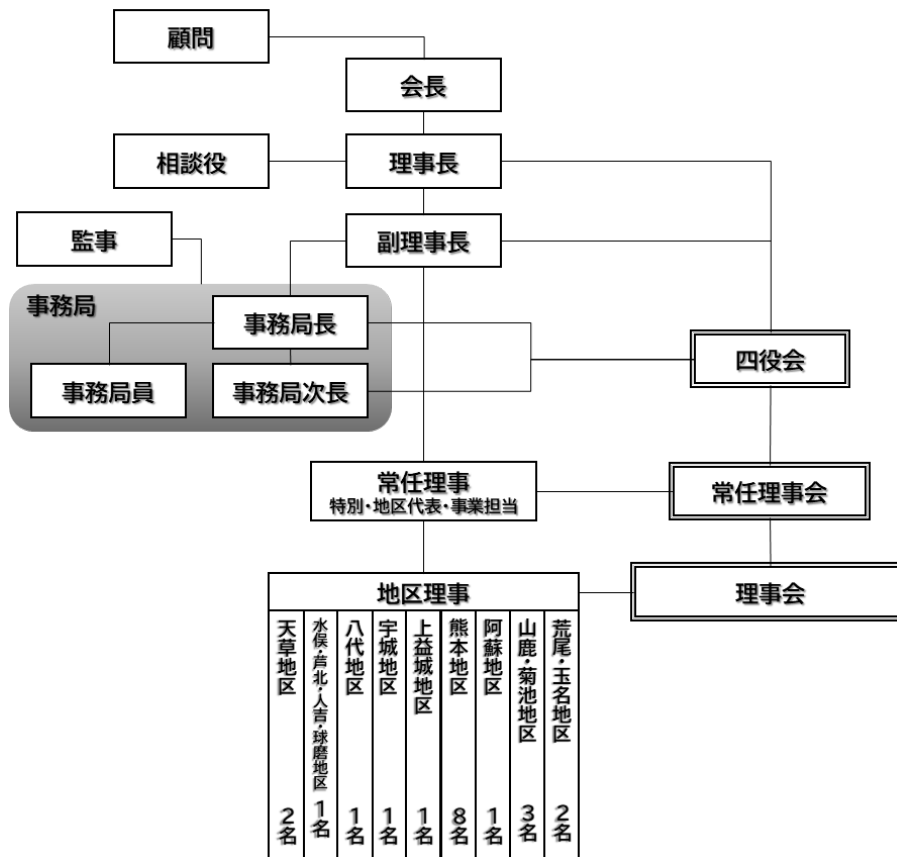 顧問
会長
相談役
理事長
監事
副理事長
事務局
事務局長
事務局員
事務局次長
四役会
常任理事
特別・地区代表・事業担当
常任理事会
地区理事
理事会
天草地区 2名
水俣・芦北・人吉・球磨地区 1名
八代地区 1名
宇城地区 1名
上益城地区 1名
熊本地区 8名
阿蘇地区 1名
山鹿・菊池地区 3名
荒尾・玉名地区 2名